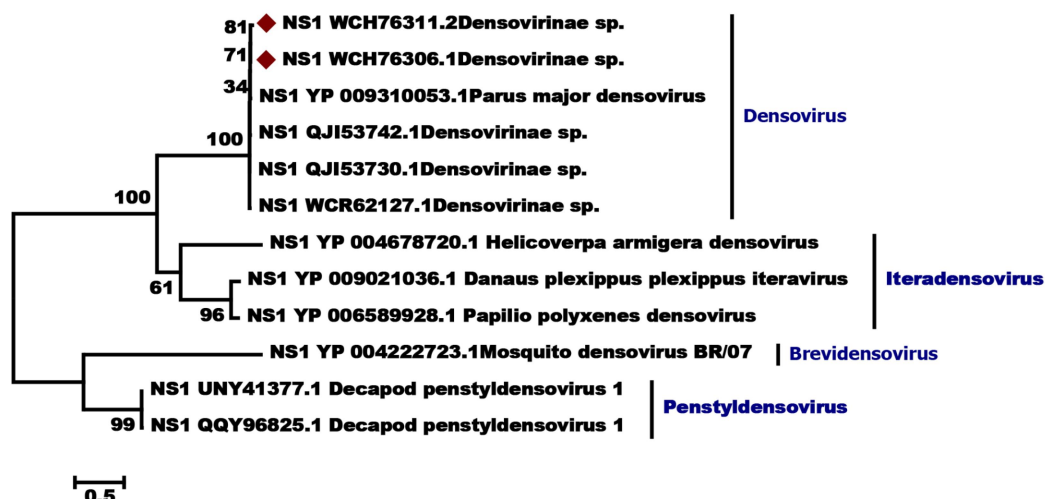 81
NS1 WCH76311.2Densovirinae sp.
71
NS1 WCH76306.1Densovirinae sp.
34
NS1 YP 009310053.1Parus major densovirus
Densovirus
NS1 QJI53742.1Densovirinae sp.
100
NS1 QJI53730.1Densovirinae sp.
100
NS1 WCR62127.1Densovirinae sp.
NS1 YP 004678720.1 Helicoverpa armigera densovirus
NS1 YP 009021036.1 Danaus plexippus plexippus iteravirus
Iteradensovirus
61
96
NS1 YP 006589928.1 Papilio polyxenes densovirus
NS1 YP 004222723.1Mosquito densovirus BR/07
Brevidensovirus
NS1 UNY41377.1 Decapod penstyldensovirus 1
Penstyldensovirus
99
NS1 QQY96825.1 Decapod penstyldensovirus 1
0.5